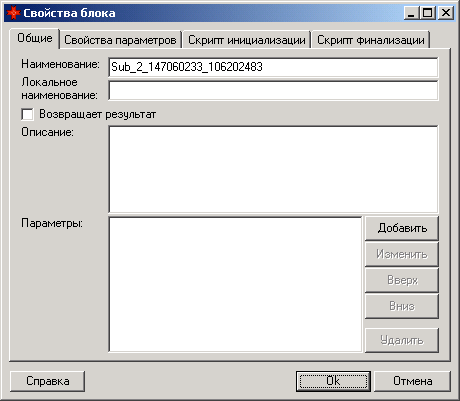 Свойства блока
Общие Свойства параметров Скрипт инициализации Скрипт Финализации
Наименование: Sub_2_147060233_106202483
Локальное
наименование:
Возвращает результат
Описание:
Параметры:
Добавить
Изменить
Вверх
Вниз
Удалить
Справка Ok Отмена